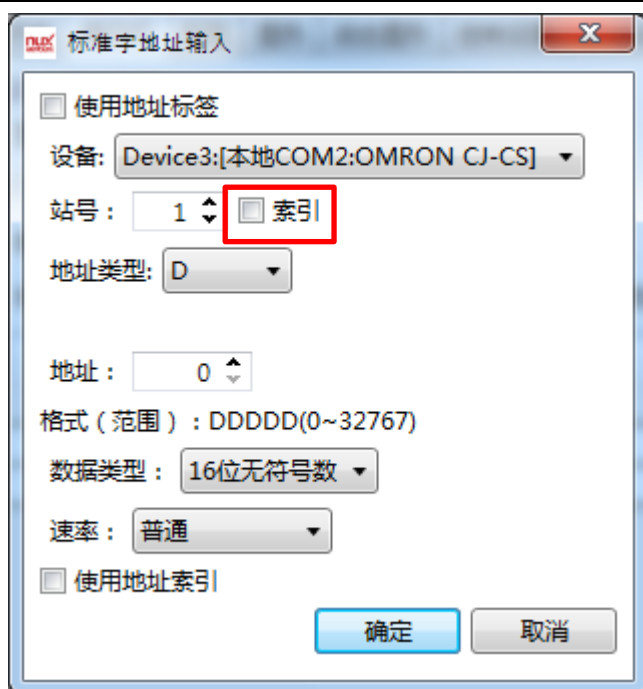 nux 标准字地址输入
使用地址标签
设备: Device3:[本地COM2:OMRON CJ-CS]
站号： 1 索引
地址类型: D
地址： 0
格式（范围）：DDDDD(0~32767)
数据类型： 16位无符号数
速率： 普通
使用地址索引
确定 取消